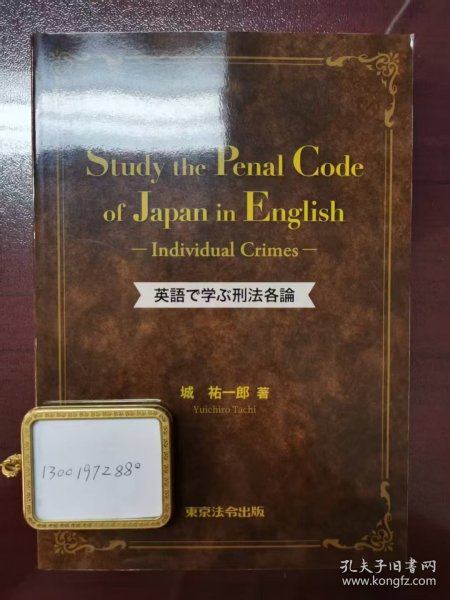 Study the Penal Code
of Japan in English
—Individual Crimes—
英語で学ぶ刑法各論
城 祐一郎 著
Yuichiro Tachi
1300197288⁰
東京法令出版
孔夫子旧书网
www.kongfz.com